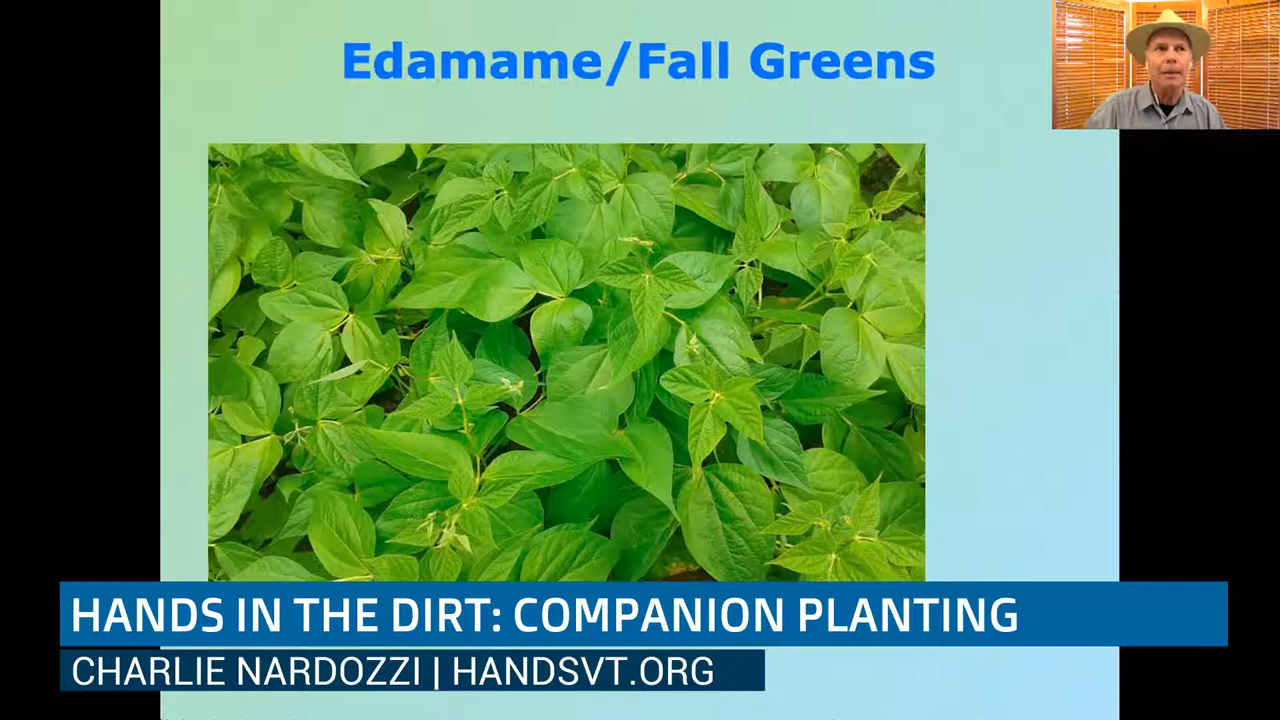 Edamame/Fall Greens
HANDS IN THE DIRT: COMPANION PLANTING
CHARLIE NARDOZZI | HANDSVT.ORG